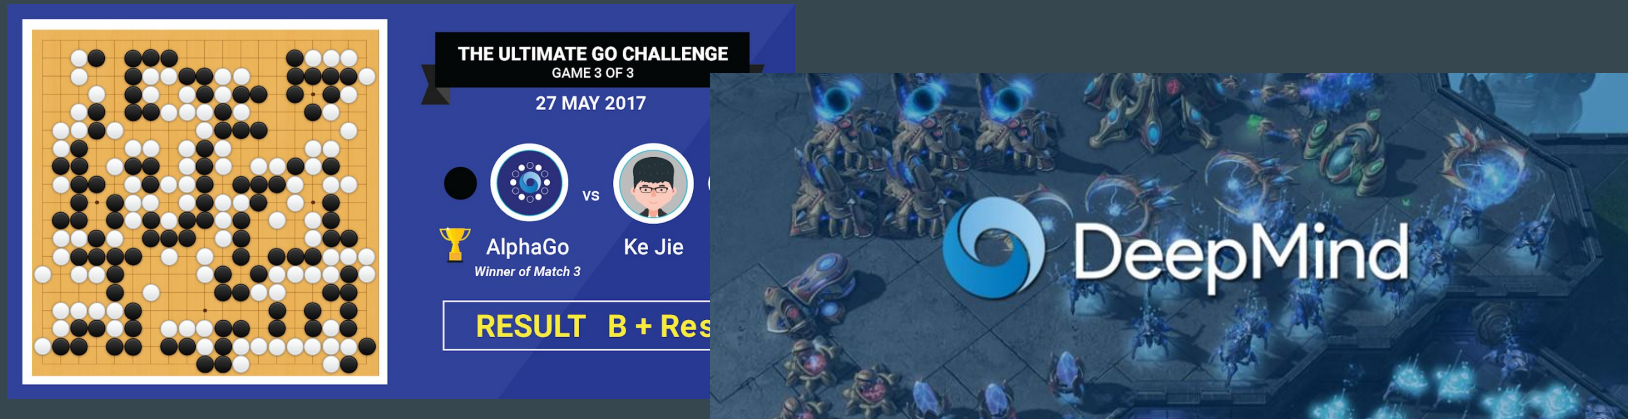 THE ULTIMATE GO CHALLENGE
GAME 3 OF 3
27 MAY 2017
vs
AlphaGo
Ke Jie
Winner of Match 3
RESULT B + Res
DeepMind